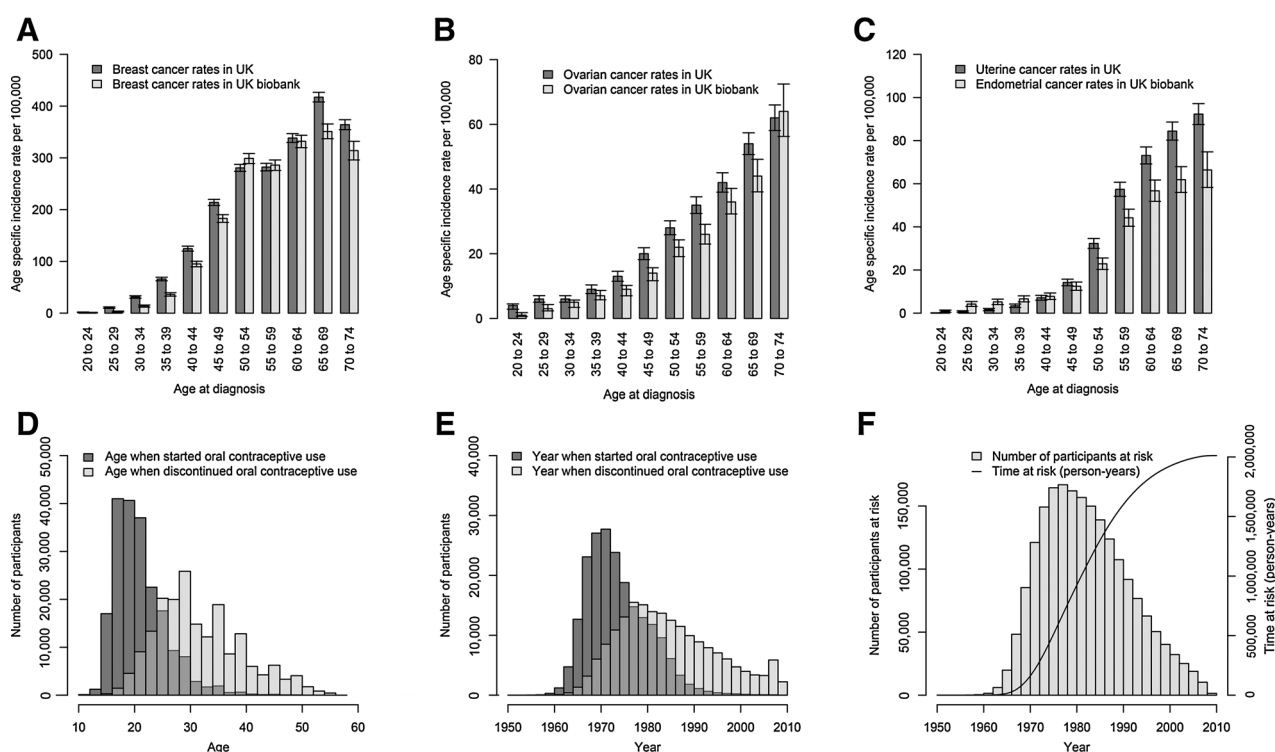 A
Breast cancer rates in UK
Breast cancer rates in UK biobank
Age specific incidence rate per 100,000
500
400
300
200
100
0
20 to 24
25 to 29
30 to 34
35 to 39
40 to 44
45 to 49
50 to 54
55 to 59
60 to 64
65 to 69
70 to 74
Age at diagnosis
B
Ovarian cancer rates in UK
Ovarian cancer rates in UK biobank
Age specific incidence rate per 100,000
80
60
40
20
0
20 to 24
25 to 29
30 to 34
35 to 39
40 to 44
45 to 49
50 to 54
55 to 59
60 to 64
65 to 69
70 to 74
Age at diagnosis
C
Uterine cancer rates in UK
Endometrial cancer rates in UK biobank
Age specific incidence rate per 100,000
120
100
80
60
40
20
0
20 to 24
25 to 29
30 to 34
35 to 39
40 to 44
45 to 49
50 to 54
55 to 59
60 to 64
65 to 69
70 to 74
Age at diagnosis
D
Age when started oral contraceptive use
Age when discontinued oral contraceptive use
Number of participants
50,000
40,000
30,000
20,000
10,000
0
10
20
30
40
50
60
Age
E
Year when started oral contraceptive use
Year when discontinued oral contraceptive use
Number of participants
40,000
30,000
20,000
10,000
0
1950
1960
1970
1980
1990
2000
2010
Year
F
Number of participants at risk
Time at risk (person-years)
Number of participants at risk
150,000
100,000
50,000
0
1950
1960
1970
1980
1990
2000
2010
Year
2,000,000
1,500,000
1,000,000
500,000
0
Time at risk (person-years)